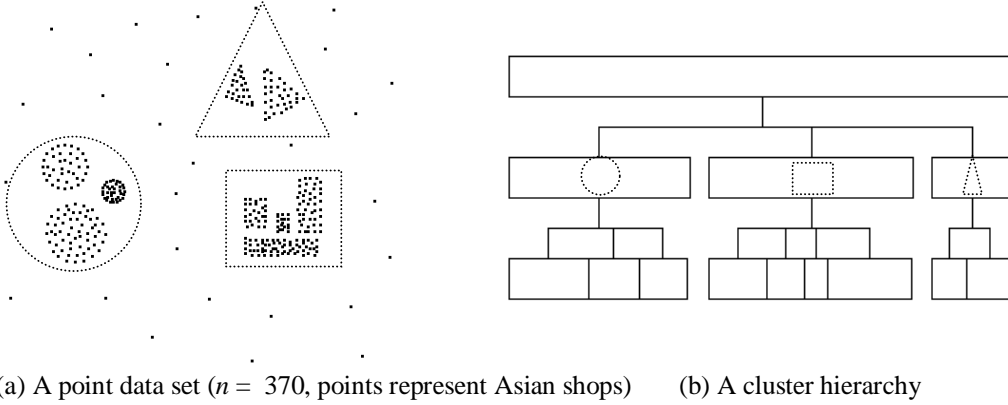 (a) A point data set (n = 370, points represent Asian shops) (b) A cluster hierarchy